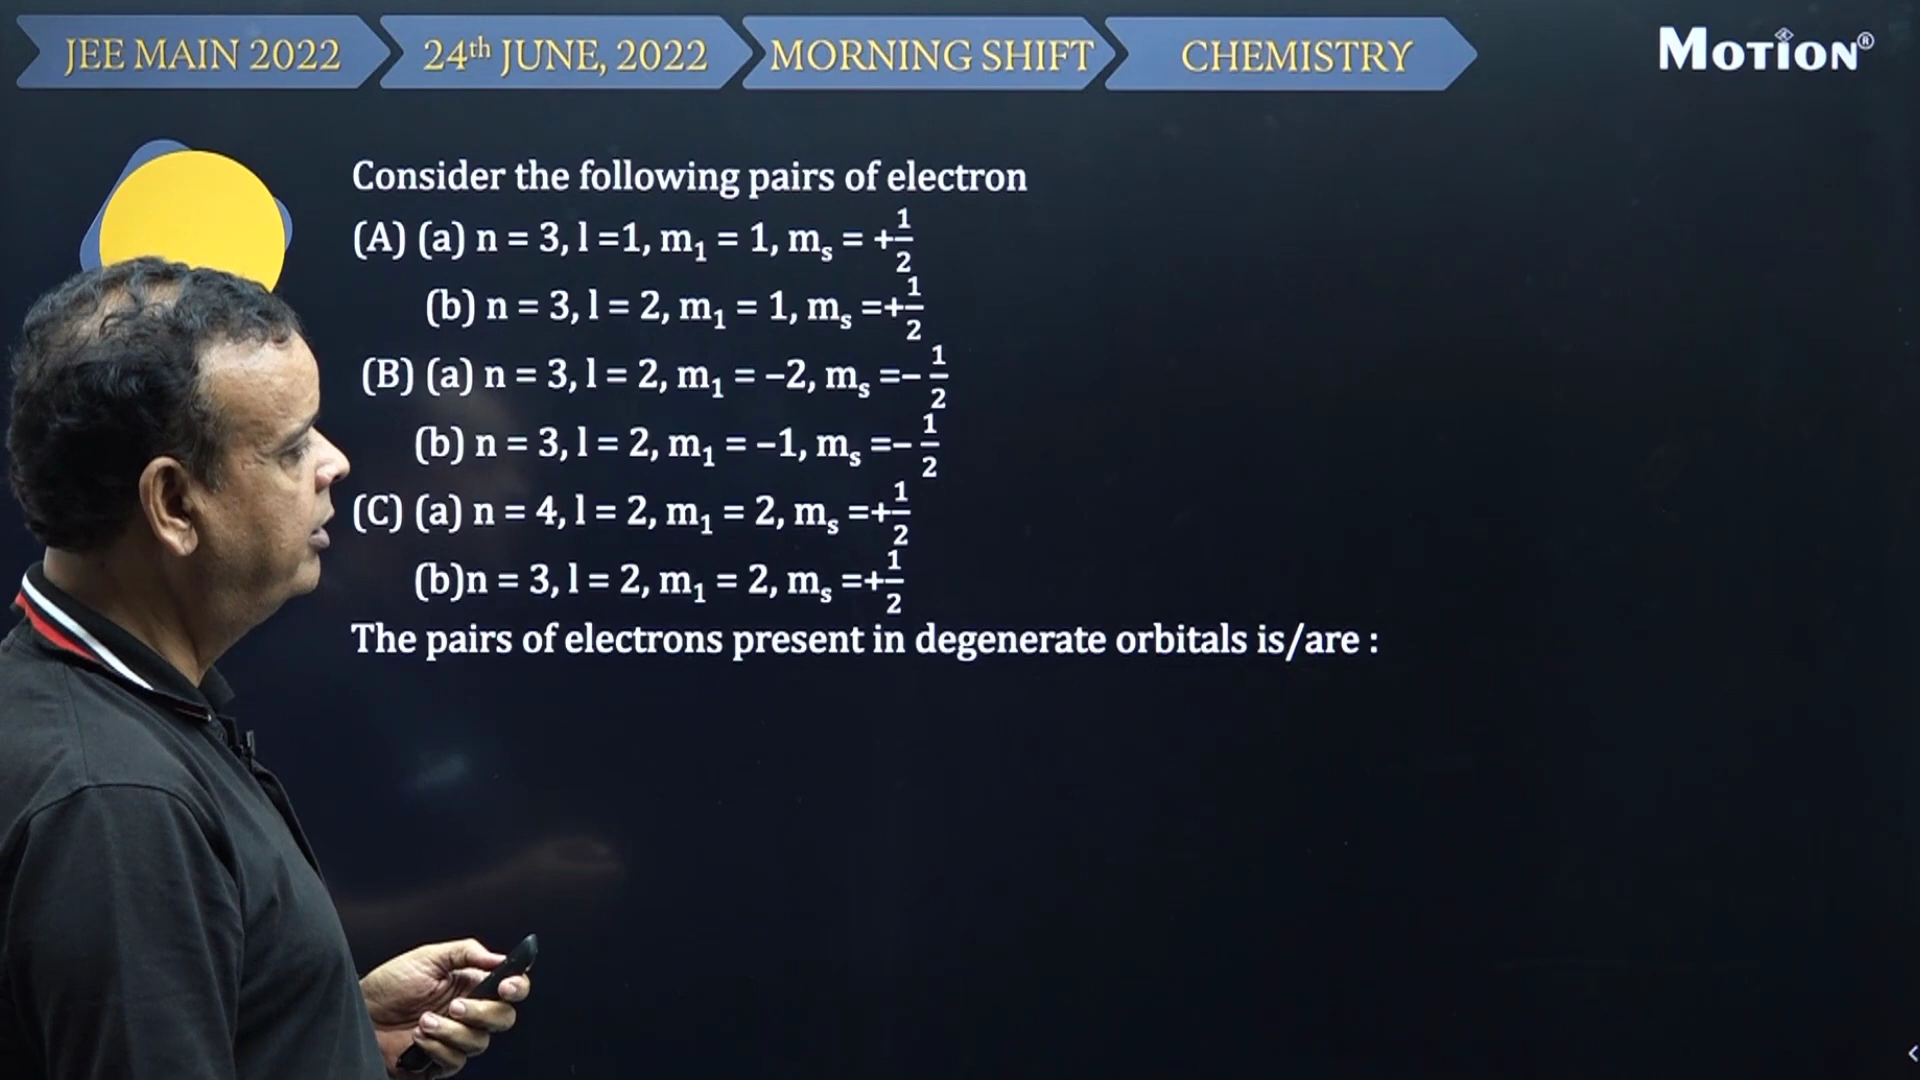 JEE MAIN 2022 24th JUNE, 2022 MORNING SHIFT CHEMISTRY MOTION®
Consider the following pairs of electron
(A) (a) n = 3, l =1, m₁ = 1, mₛ = +1/2
(b) n = 3, l = 2, m₁ = 1, mₛ =+1/2
(B) (a) n = 3, l = 2, m₁ = –2, mₛ =–1/2
(b) n = 3, l = 2, m₁ = –1, mₛ =–1/2
(C) (a) n = 4, l = 2, m₁ = 2, mₛ =+1/2
(b)n = 3, l = 2, m₁ = 2, mₛ =+1/2
The pairs of electrons present in degenerate orbitals is/are :